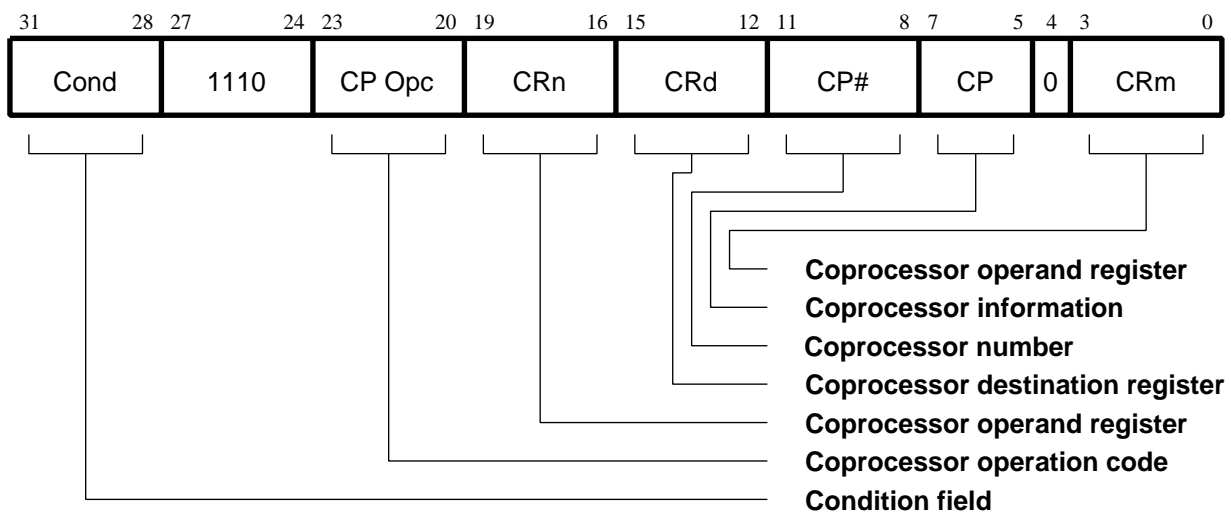 31 28 27 24 23 20 19 16 15 12 11 8 7 5 4 3 0
Cond 1110 CP Opc CRn CRd CP# CP 0 CRm
Coprocessor operand register
Coprocessor information
Coprocessor number
Coprocessor destination register
Coprocessor operand register
Coprocessor operation code
Condition field